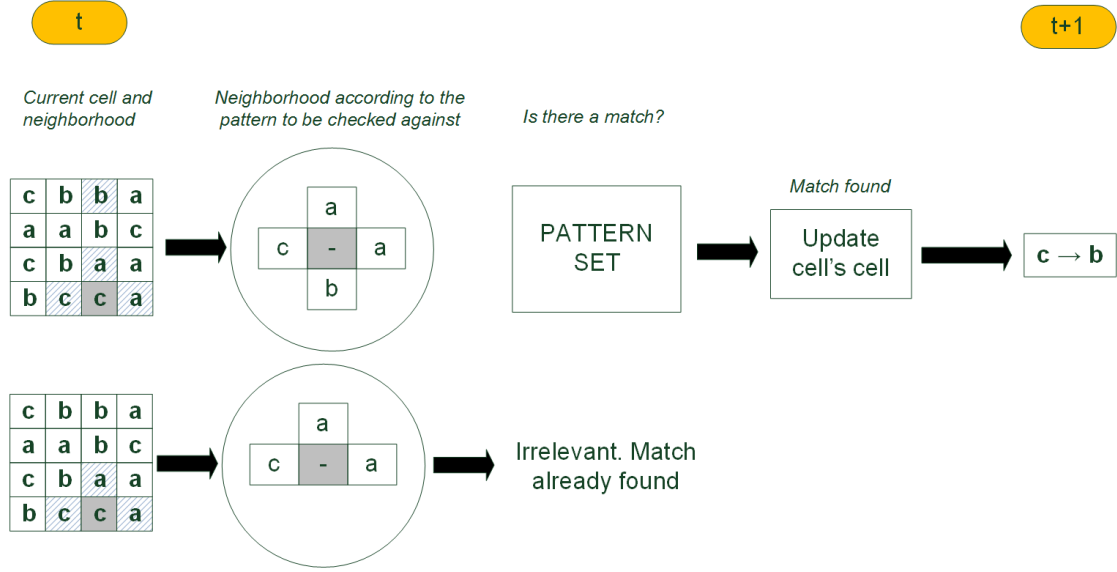 t
t+1
Current cell and
neighborhood
Neighborhood according to the
pattern to be checked against
Is there a match?
c b b a
a a b c
c b a a
b c c a
a
c - a
b
PATTERN
SET
Match found
Update
cell's cell
c → b
c b b a
a a b c
c b a a
b c c a
a
c - a
Irrelevant. Match
already found